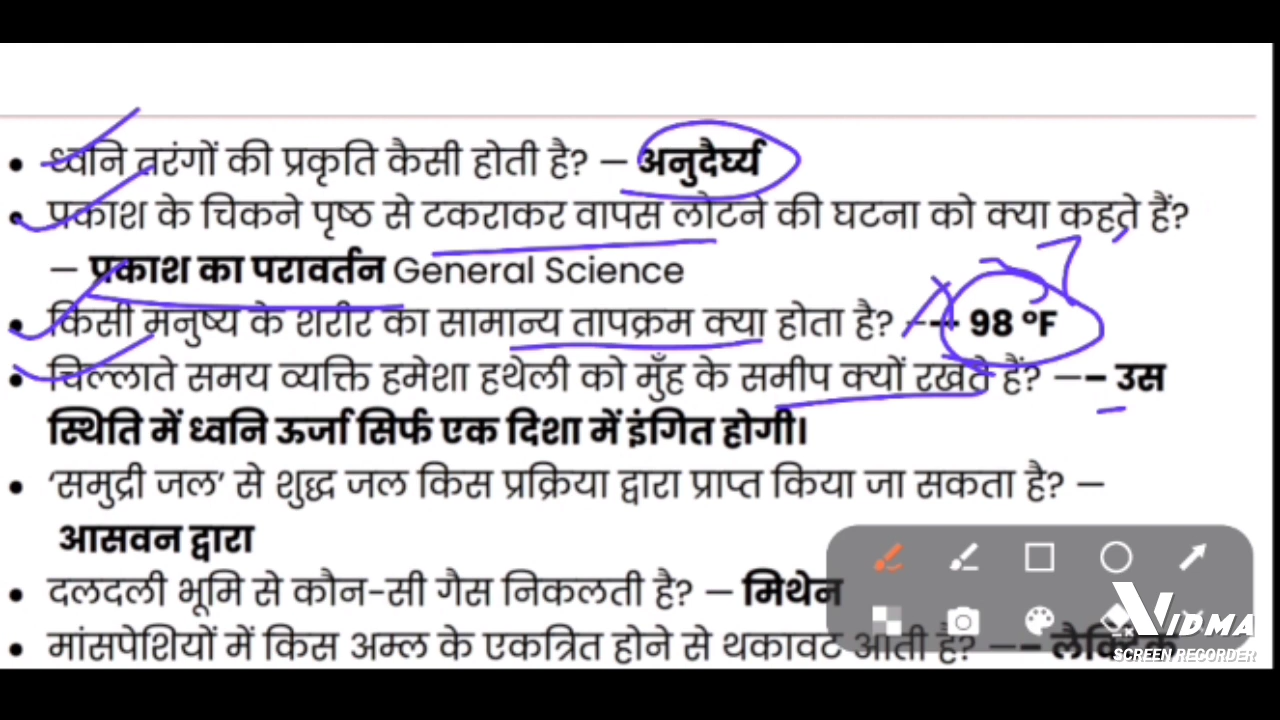 • ध्वनि तरंगों की प्रकृति कैसी होती है? — अनुदैर्घ्य
• प्रकाश के चिकने पृष्ठ से टकराकर वापस लौटने की घटना को क्या कहते हैं?
— प्रकाश का परावर्तन General Science
• किसी मनुष्य के शरीर का सामान्य तापक्रम क्या होता है? –– 98 °F
37
• चिल्लाते समय व्यक्ति हमेशा हथेली को मुँह के समीप क्यों रखते हैं? —– उस
स्थिति में ध्वनि ऊर्जा सिर्फ एक दिशा में इंगित होगी।
• ‘समुद्री जल’ से शुद्ध जल किस प्रक्रिया द्वारा प्राप्त किया जा सकता है? —
आसवन द्वारा
• दलदली भूमि से कौन-सी गैस निकलती है? — मिथेन
• मांसपेशियों में किस अम्ल के एकत्रित होने से थकावट आती है? —–
VIDMA
SCREEN RECORDER